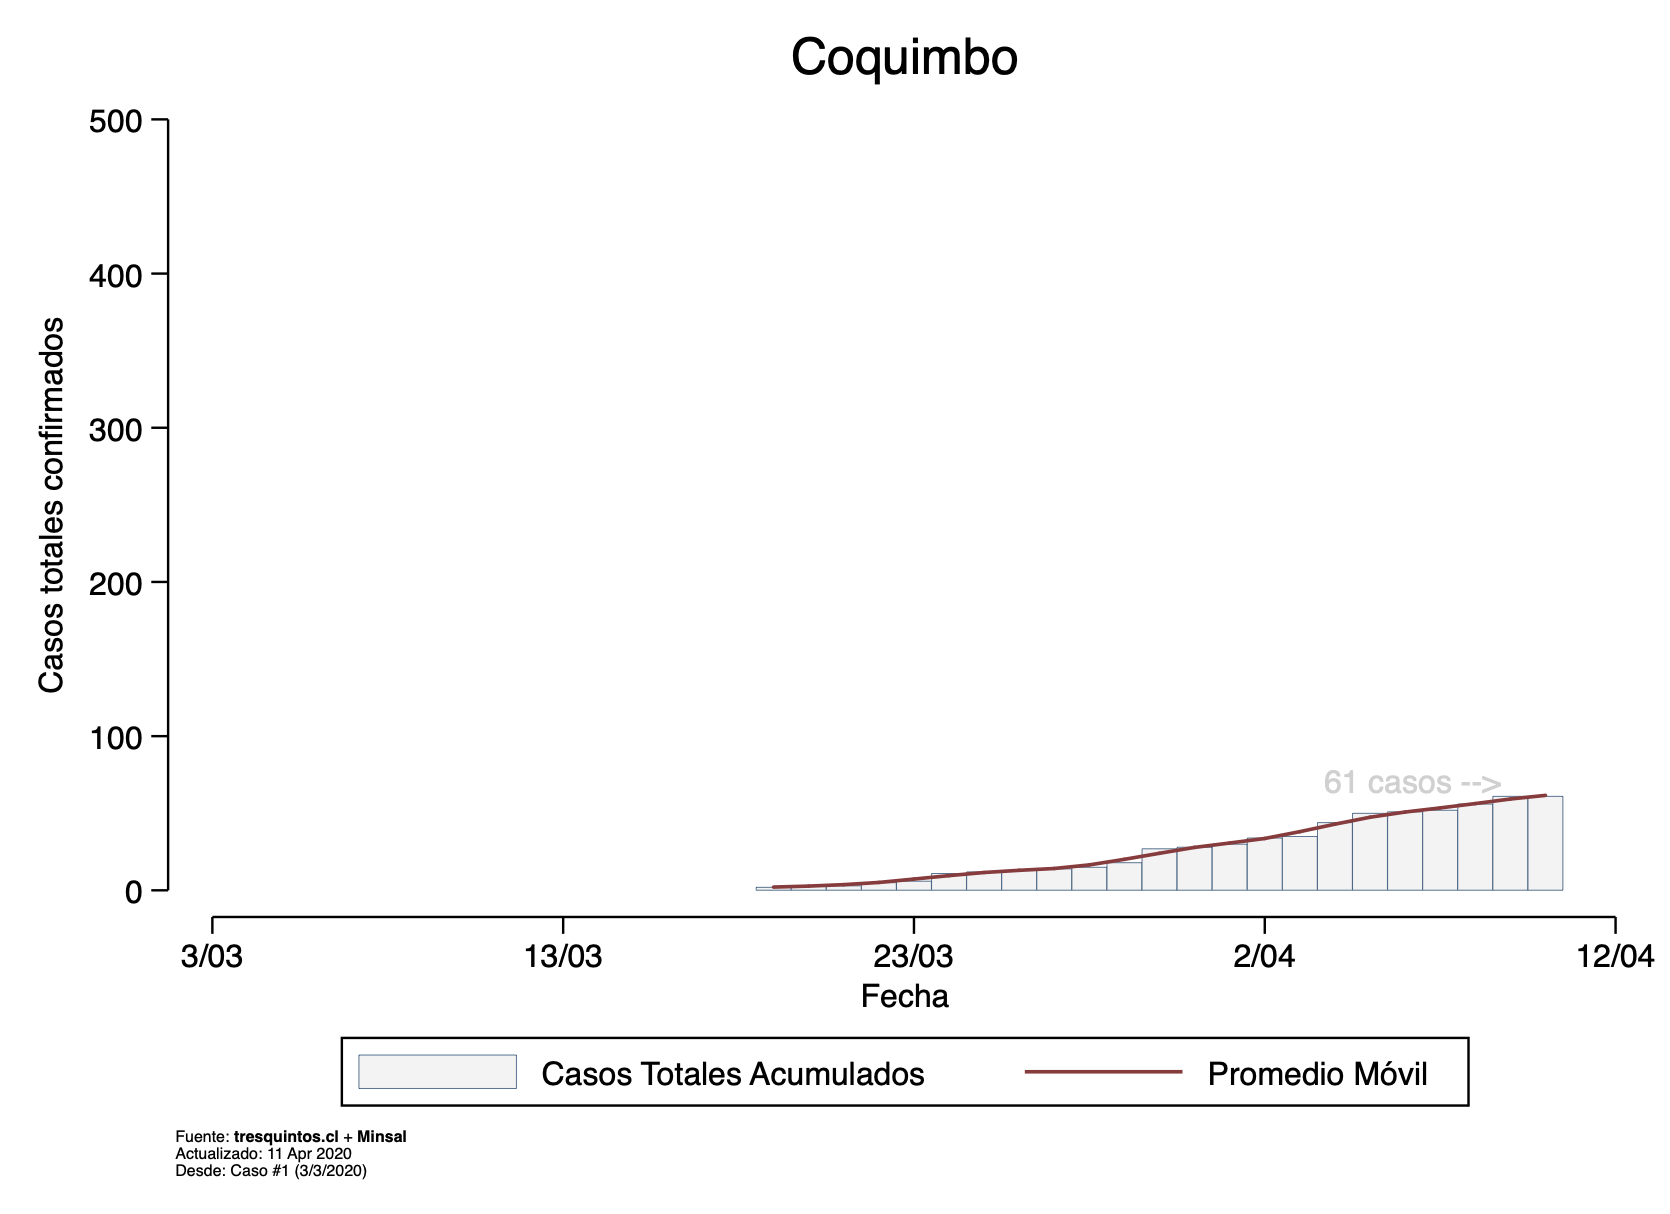 Coquimbo
500
400
300
200
100
0
Casos totales confirmados
61 casos -->
3/03
13/03
23/03
2/04
12/04
Fecha
Casos Totales Acumulados
Promedio Móvil
Fuente: tresquintos.cl + Minsal
Actualizado: 11 Apr 2020
Desde: Caso #1 (3/3/2020)